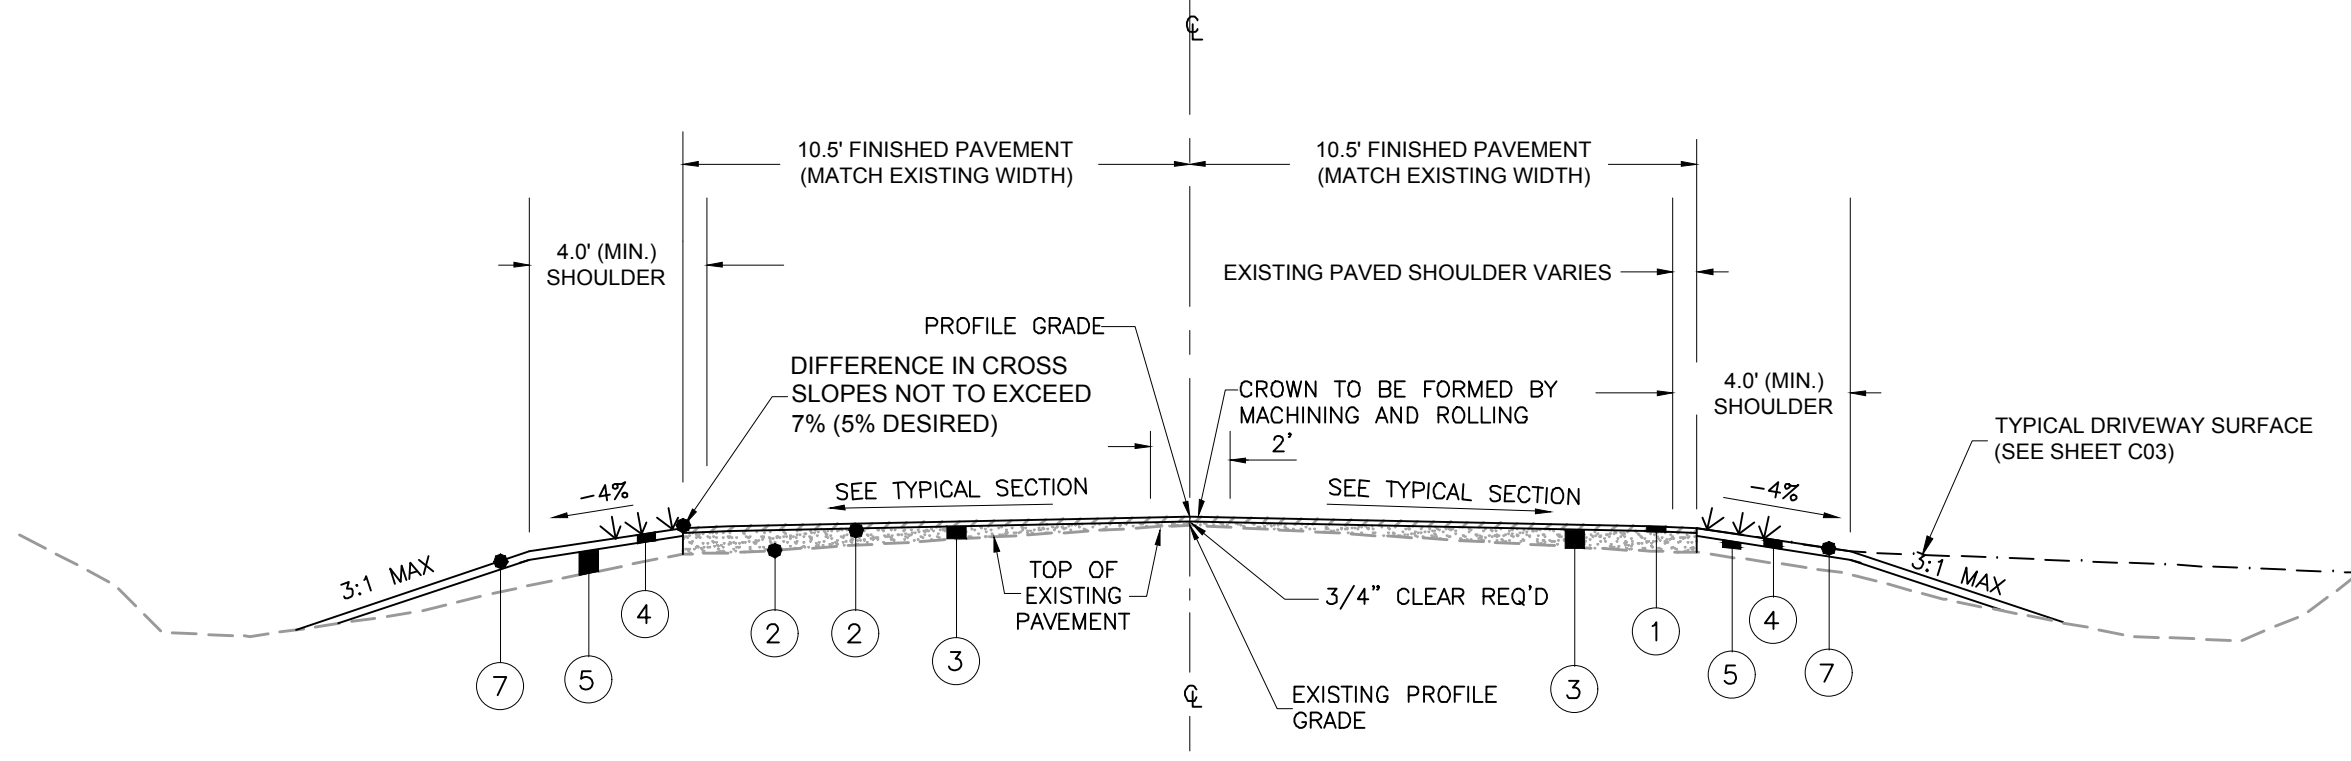 ℄
10.5' FINISHED PAVEMENT
(MATCH EXISTING WIDTH)
10.5' FINISHED PAVEMENT
(MATCH EXISTING WIDTH)
4.0' (MIN.)
SHOULDER
EXISTING PAVED SHOULDER VARIES
PROFILE GRADE
DIFFERENCE IN CROSS
SLOPES NOT TO EXCEED
7% (5% DESIRED)
CROWN TO BE FORMED BY
MACHINING AND ROLLING
2'
4.0' (MIN.)
SHOULDER
TYPICAL DRIVEWAY SURFACE
(SEE SHEET C03)
-4%
SEE TYPICAL SECTION
SEE TYPICAL SECTION
-4%
3:1 MAX
TOP OF
EXISTING
PAVEMENT
3/4" CLEAR REQ'D
3:1 MAX
7
5
4
2
2
3
3
1
5
4
7
℄
EXISTING PROFILE
GRADE